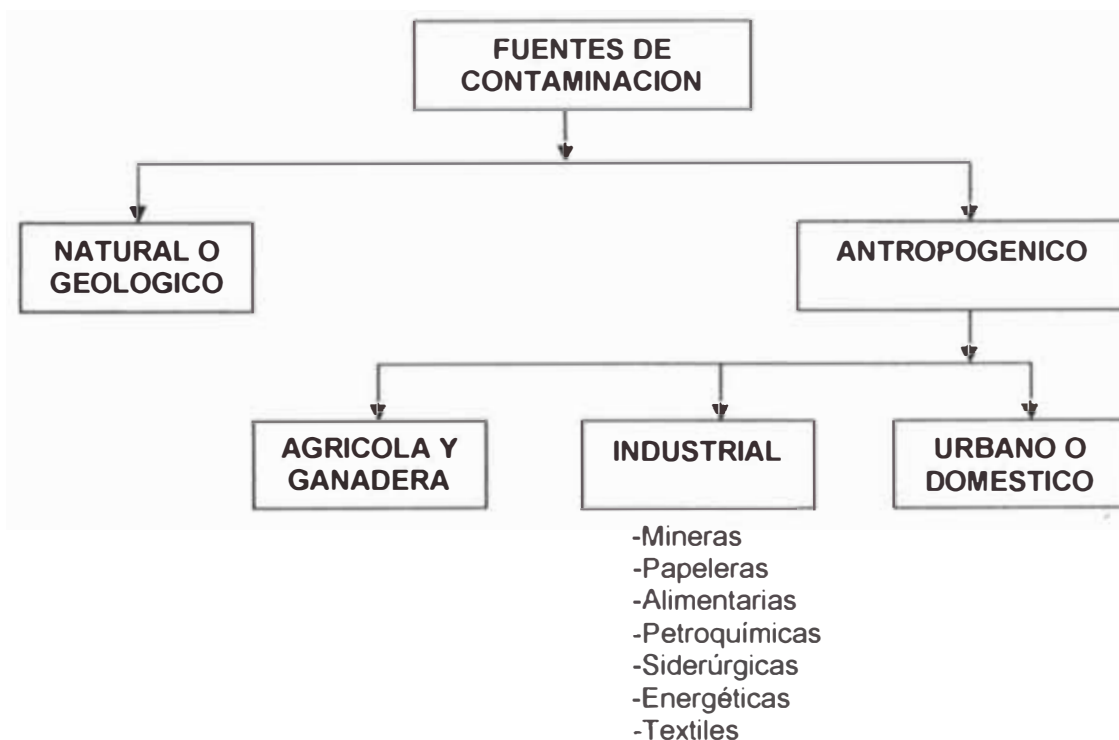 FUENTES DE
CONTAMINACION
NATURAL O
GEOLOGICO
ANTROPOGENICO
AGRICOLA Y
GANADERA
INDUSTRIAL
URBANO O
DOMESTICO
-Mineras
-Papeleras
-Alimentarias
-Petroquímicas
-Siderúrgicas
-Energéticas
-Textiles